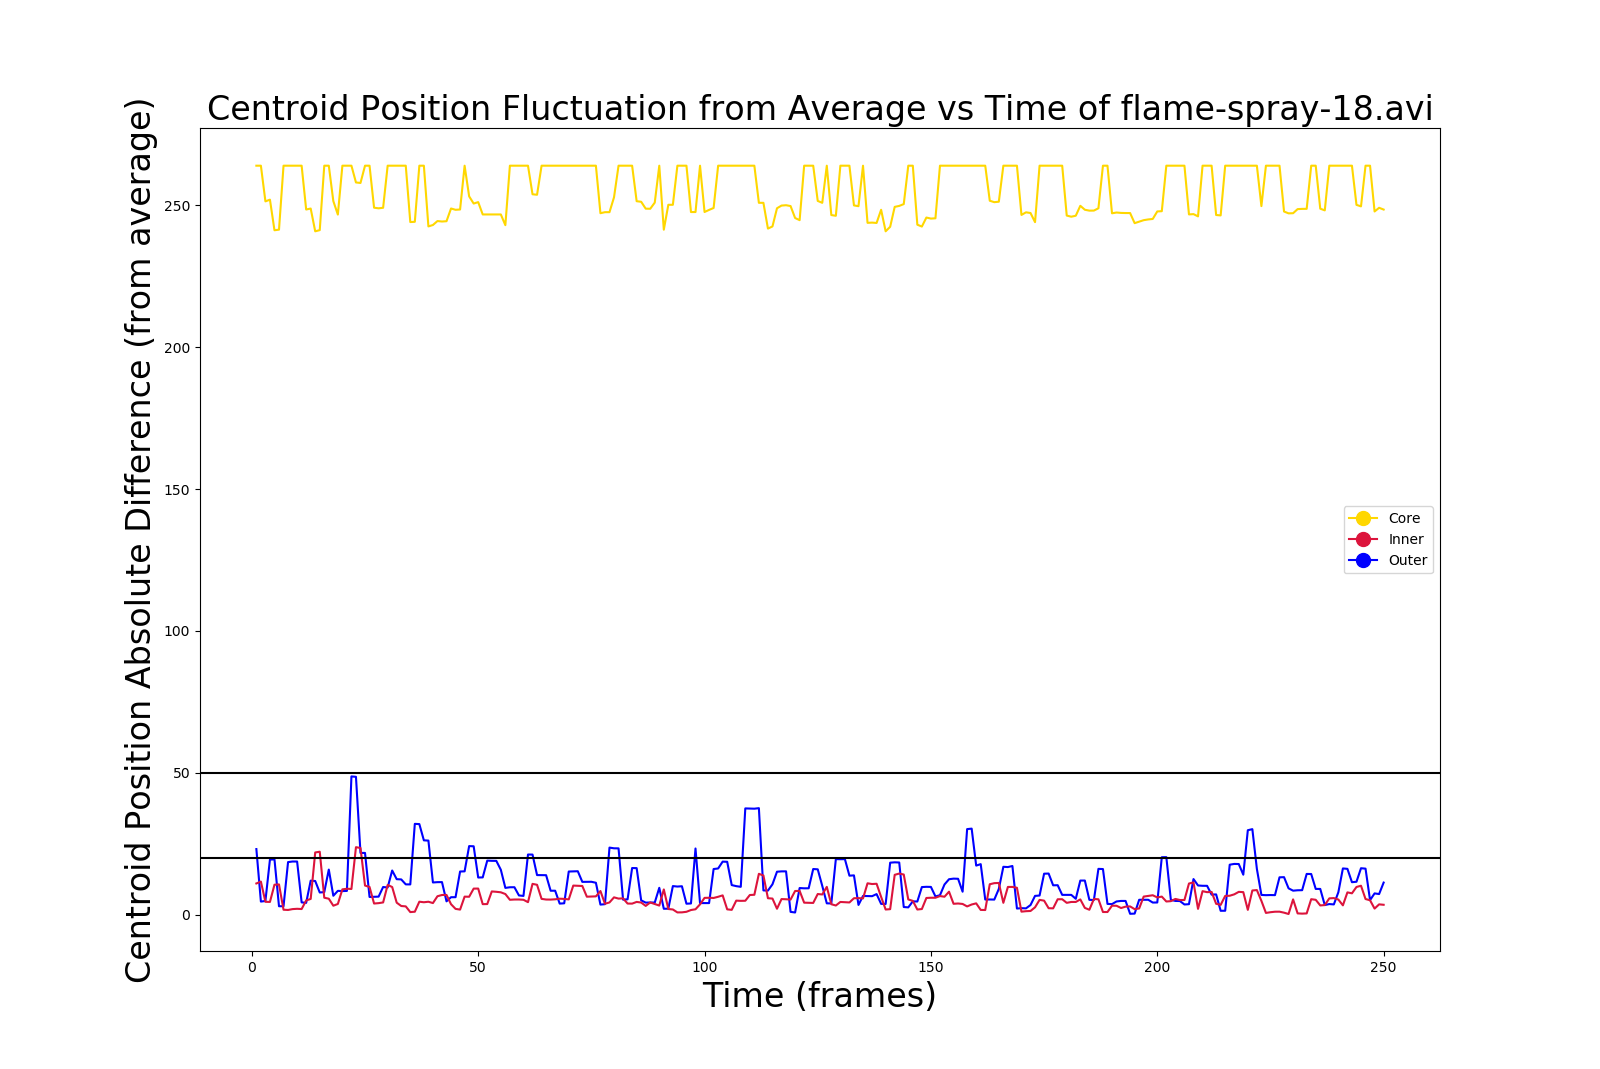 Centroid Position Fluctuation from Average vs Time of flame-spray-18.avi
Centroid Position Absolute Difference (from average)
250
200
150
100
50
0
Core
Inner
Outer
0 50 100 150 200 250
Time (frames)